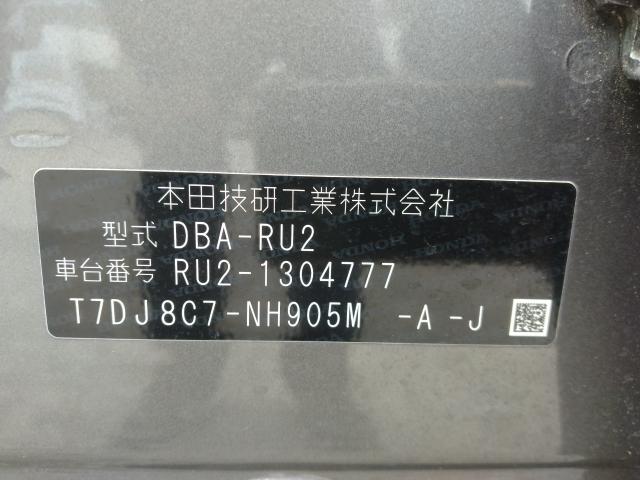 本田技研工業株式会社
型式 DBA-RU2
車台番号 RU2-1304777
T7DJ8C7-NH905M -A -J